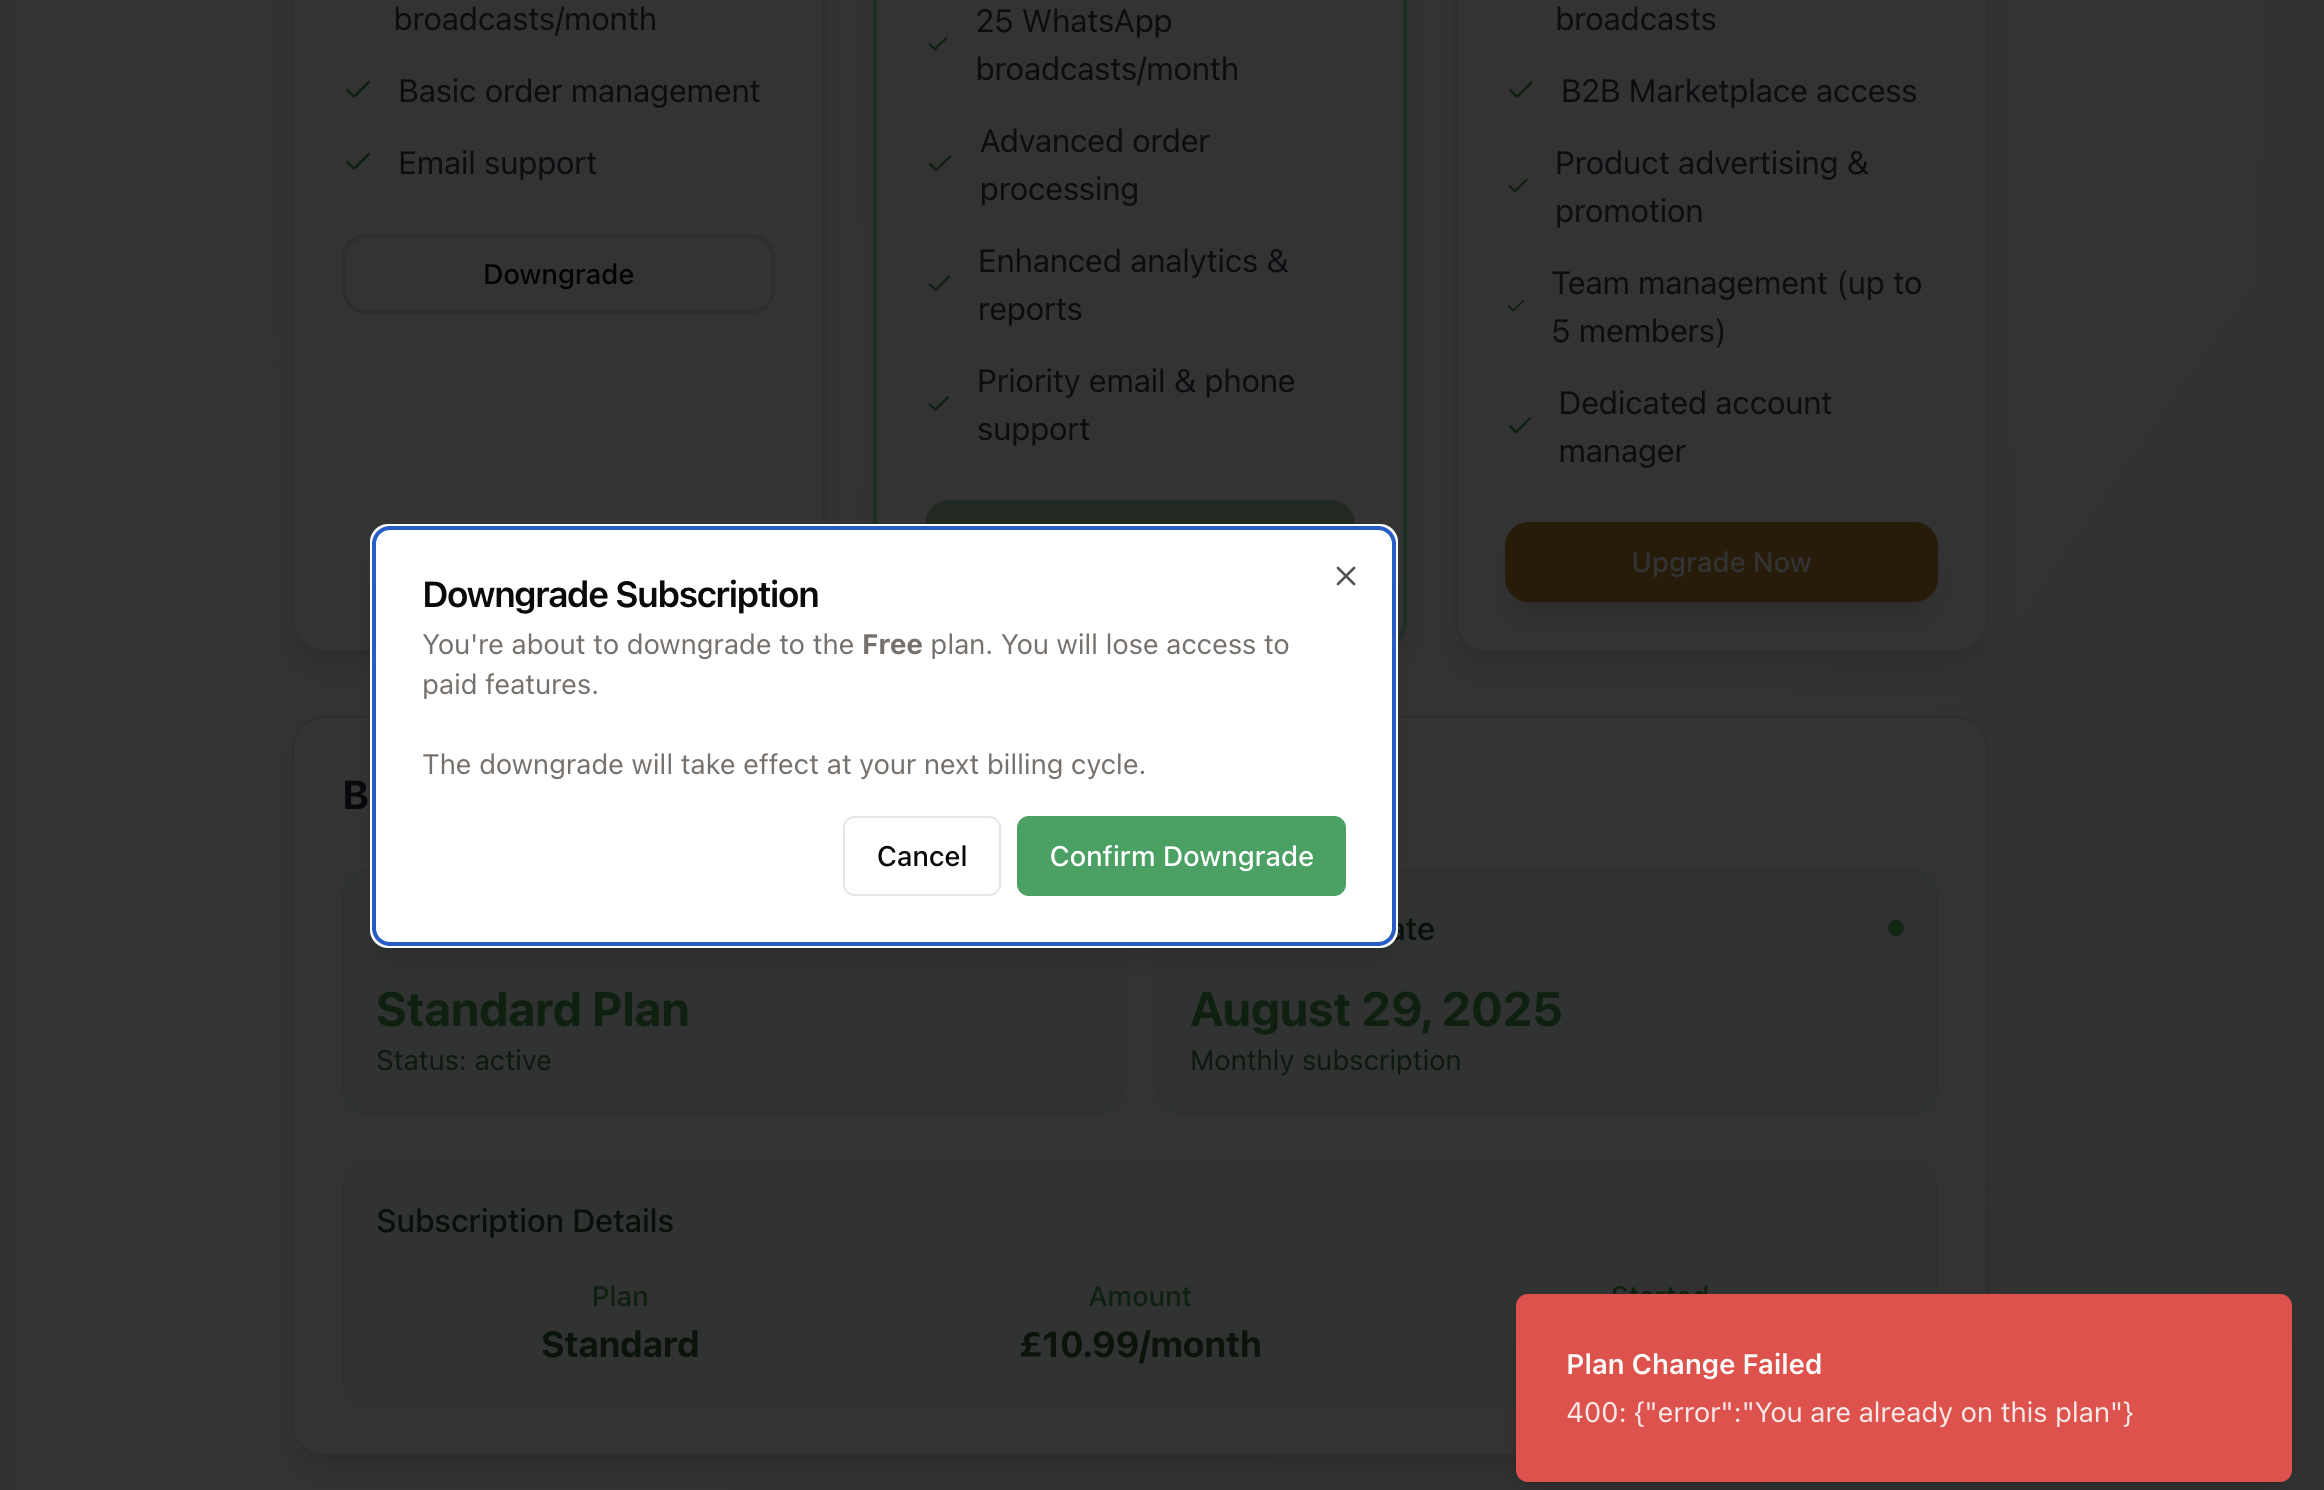 broadcasts/month
Basic order management
Email support
Downgrade
25 WhatsApp
broadcasts/month
Advanced order
processing
Enhanced analytics &
reports
Priority email & phone
support
broadcasts
B2B Marketplace access
Product advertising &
promotion
Team management (up to
5 members)
Dedicated account
manager
Upgrade Now
Downgrade Subscription
You're about to downgrade to the Free plan. You will lose access to
paid features.
The downgrade will take effect at your next billing cycle.
Cancel
Confirm Downgrade
Standard Plan
Status: active
August 29, 2025
Monthly subscription
Subscription Details
Plan
Standard
Amount
£10.99/month
Started
Plan Change Failed
400: {"error":"You are already on this plan"}